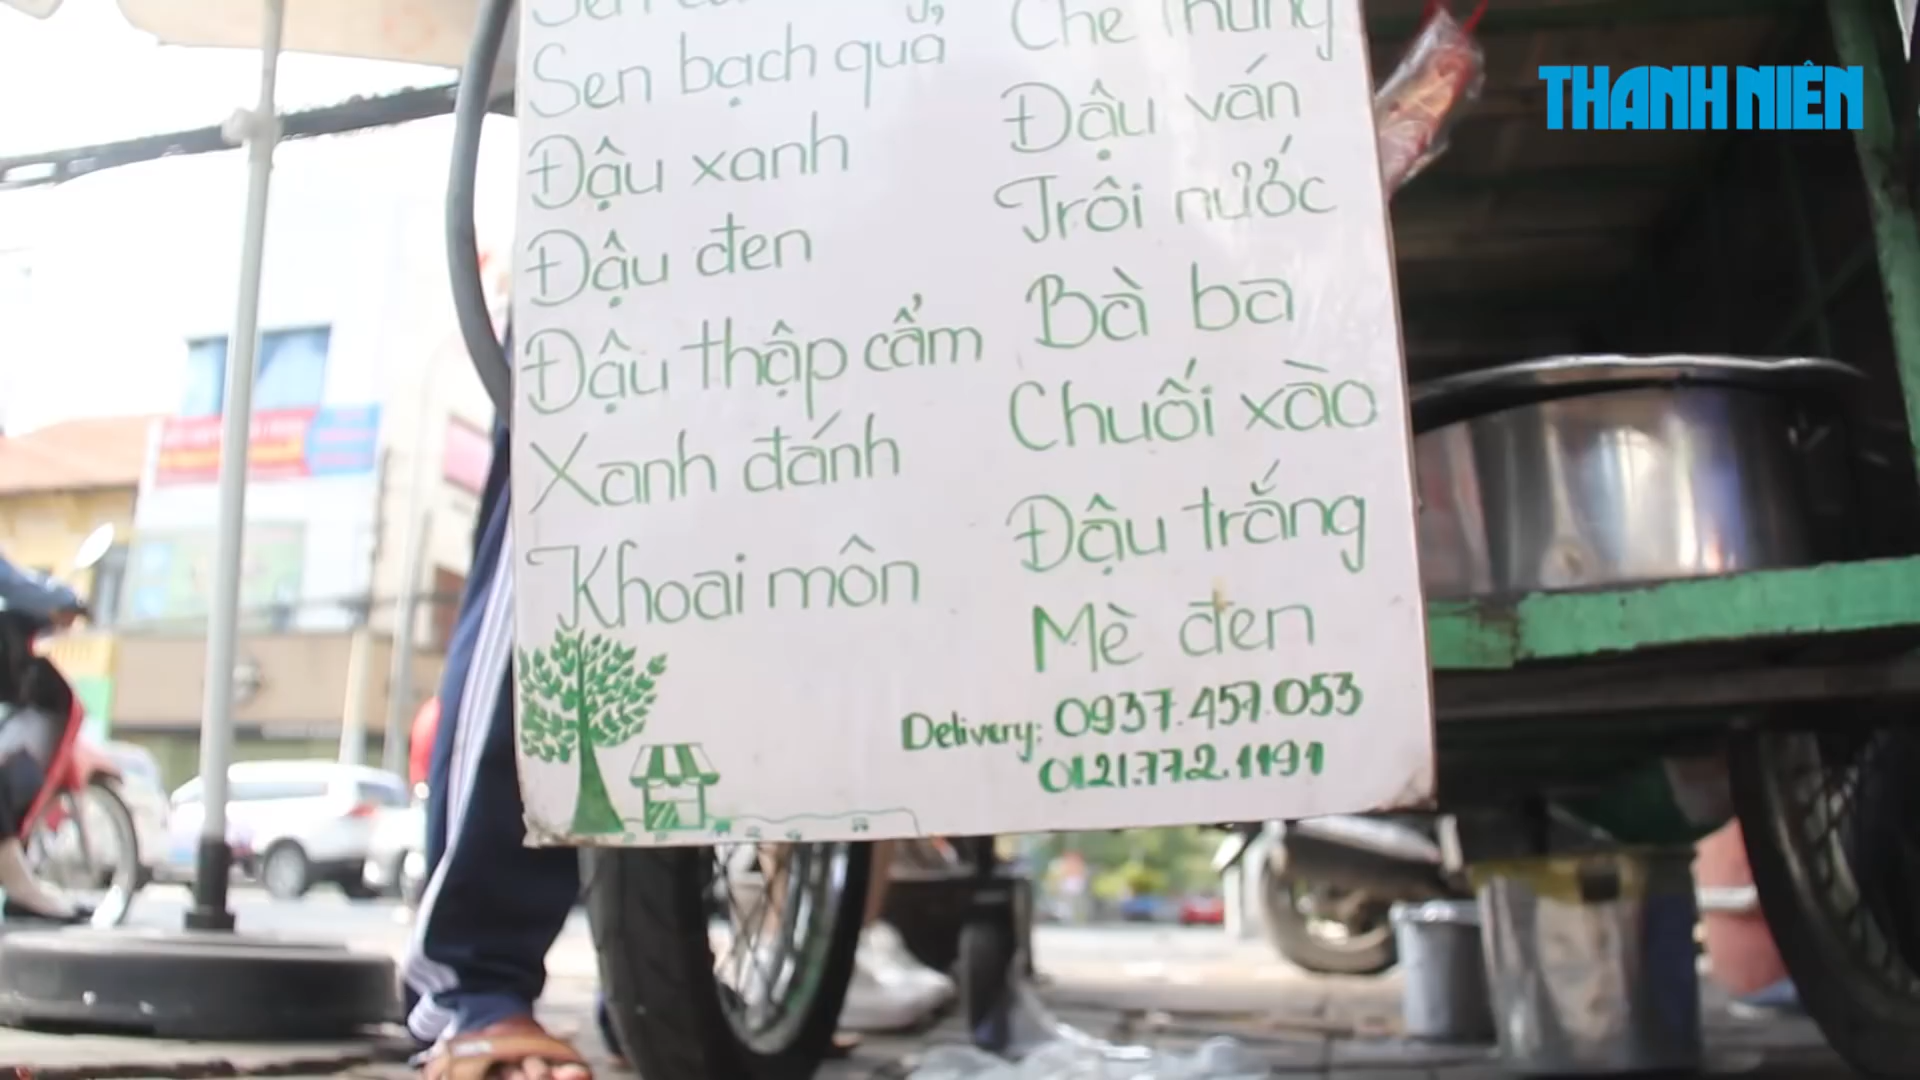 Sen
Sen bạch quả
Đậu xanh
Đậu đen
Đậu thập cẩm
Xanh đánh
Khoai môn
Chè Thưng
Đậu ván
Trôi nước
Bà ba
Chuối xào
Đậu trắng
Mè đen
Delivery: 0937.457.053
0121.772.1191
THANH NIÊN